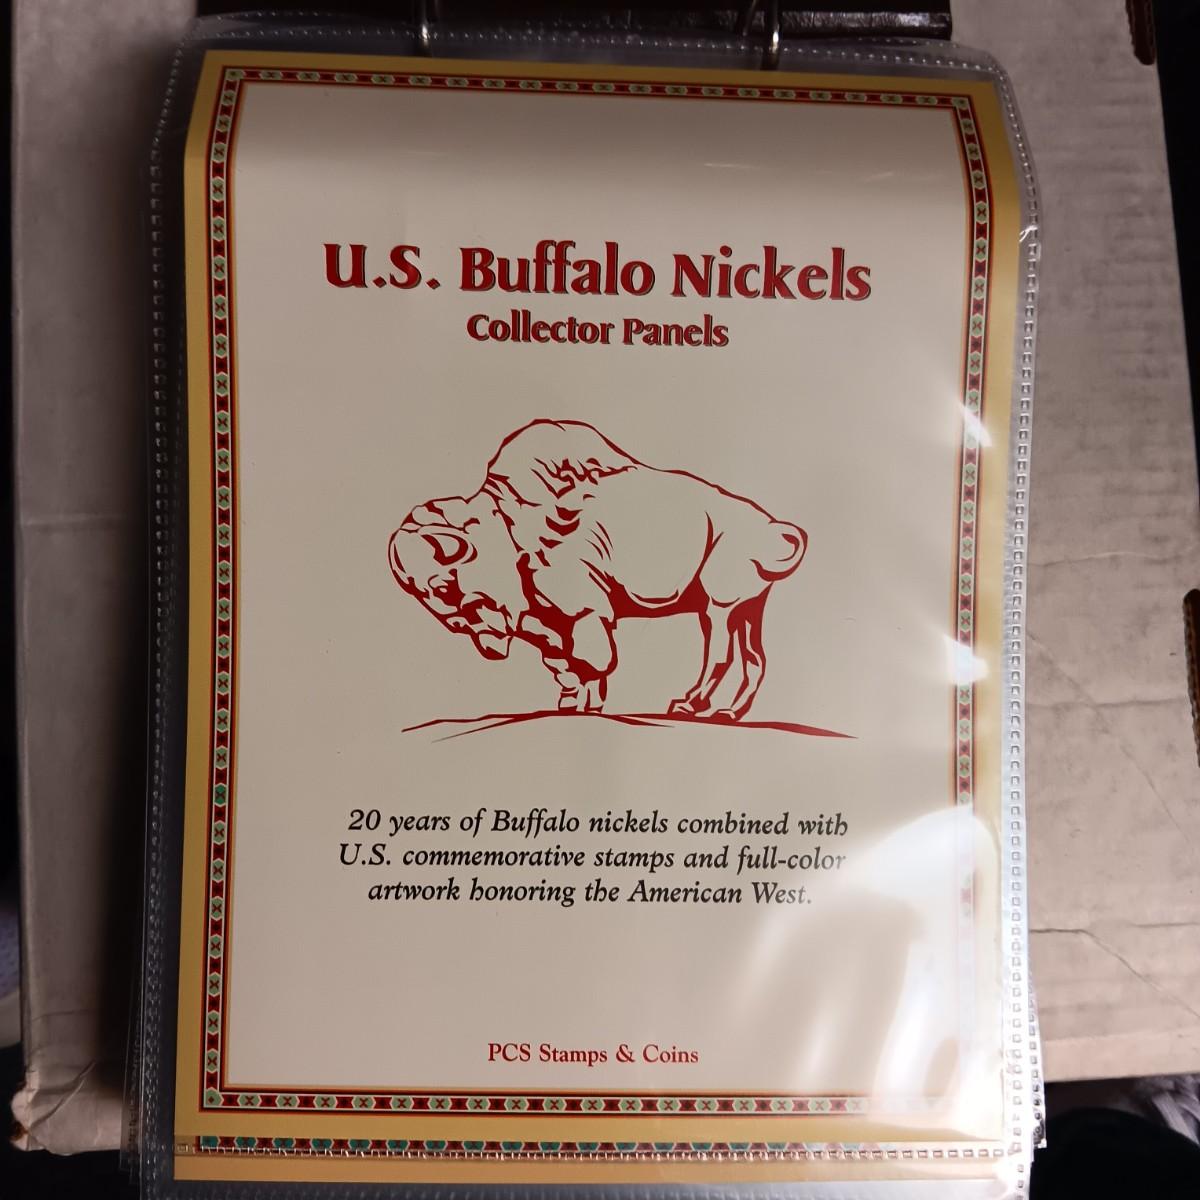 U.S. Buffalo Nickels
Collector Panels
20 years of Buffalo nickels combined with
U.S. commemorative stamps and full-color
artwork honoring the American West.
PCS Stamps & Coins